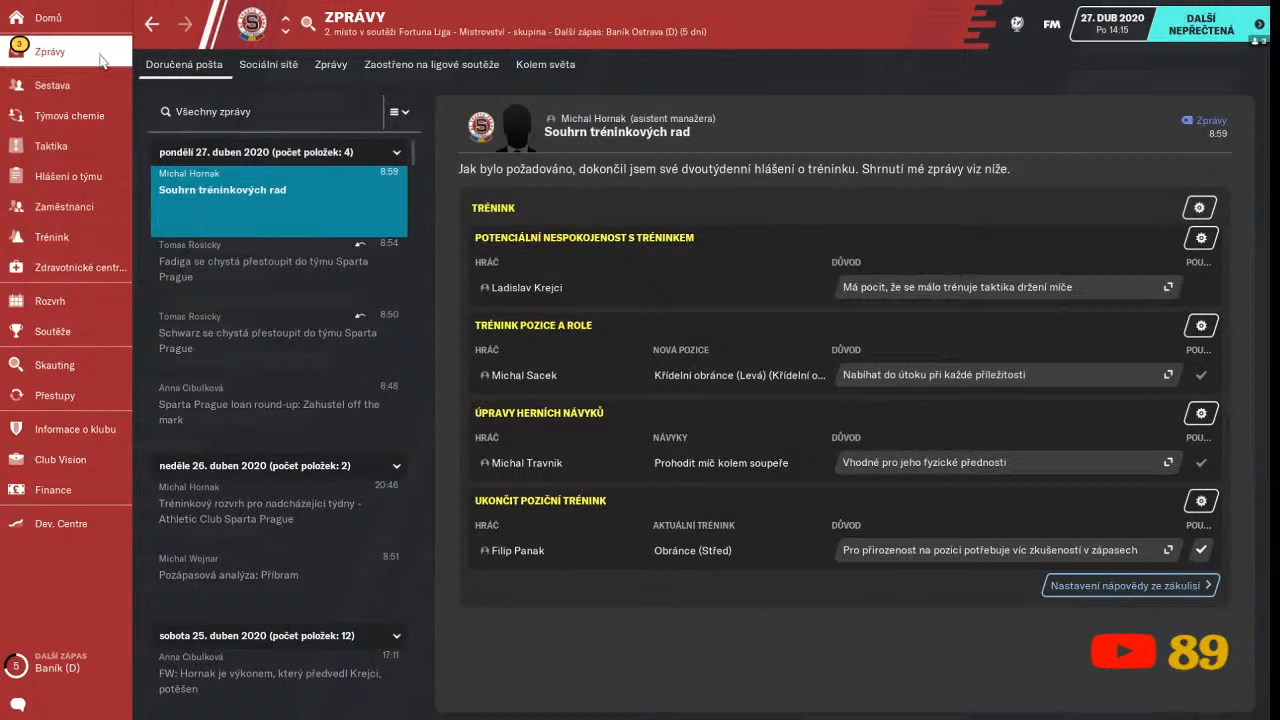 Domů
3
Zprávy
Sestava
Týmová chemie
Taktika
Hlášení o týmu
Zaměstnanci
Trénink
Zdravotnické centr...
Rozvrh
Soutěže
Skauting
Přestupy
Informace o klubu
Club Vision
Finance
Dev. Centre
5
DALŠÍ ZÁPAS
Baník (D)
ZPRÁVY
2. místo v soutěži Fortuna Liga - Mistrovství - skupina - Další zápas: Baník Ostrava (D) (5 dni)
FM
27. DUB 2020
Po 14:15
DALŠÍ
NEPŘEČTENÁ
3
Doručená pošta
Sociální sítě
Zprávy
Zaostřeno na ligové soutěže
Kolem světa
Všechny zprávy
pondělí 27. duben 2020 (počet položek: 4)
Michal Hornak 8:59
Souhrn tréninkových rad
Tomas Rosicky 8:54
Fadiga se chystá přestoupit do týmu Sparta
Prague
Tomas Rosicky 8:50
Schwarz se chystá přestoupit do týmu Sparta
Prague
Anna Cibulková 8:48
Sparta Prague loan round-up: Zahustel off the
mark
neděle 26. duben 2020 (počet položek: 2)
Michal Hornak 20:46
Tréninkový rozvrh pro nadcházející týdny -
Athletic Club Sparta Prague
Michal Wojnar 8:51
Pozápasová analýza: Příbram
sobota 25. duben 2020 (počet položek: 12)
Anna Cibulková 17:11
FW: Hornak je výkonem, který předvedl Krejci,
potěšen
Michal Hornak (asistent manažera)
Souhrn tréninkových rad
Zprávy
8:59
Jak bylo požadováno, dokončil jsem své dvoutýdenní hlášení o tréninku. Shrnutí mé zprávy viz níže.
TRÉNINK
POTENCIÁLNÍ NESPOKOJENOST S TRÉNINKEM
HRÁČ DŮVOD POU...
Ladislav Krejci Má pocit, že se málo trénuje taktika držení míče
TRÉNINK POZICE A ROLE
HRÁČ NOVÁ POZICE DŮVOD POU...
Michal Sacek Křídelní obránce (Levá) (Křídelní o... Nabíhat do útoku při každé příležitosti
ÚPRAVY HERNÍCH NÁVYKŮ
HRÁČ NÁVYKY DŮVOD POU...
Michal Travnik Prohodit míč kolem soupeře Vhodné pro jeho fyzické přednosti
UKONČIT POZIČNÍ TRÉNINK
HRÁČ AKTUÁLNÍ TRÉNINK DŮVOD POU...
Filip Panak Obránce (Střed) Pro přirozenost na pozici potřebuje víc zkušeností v zápasech
Nastavení nápovědy ze zákulisí
89